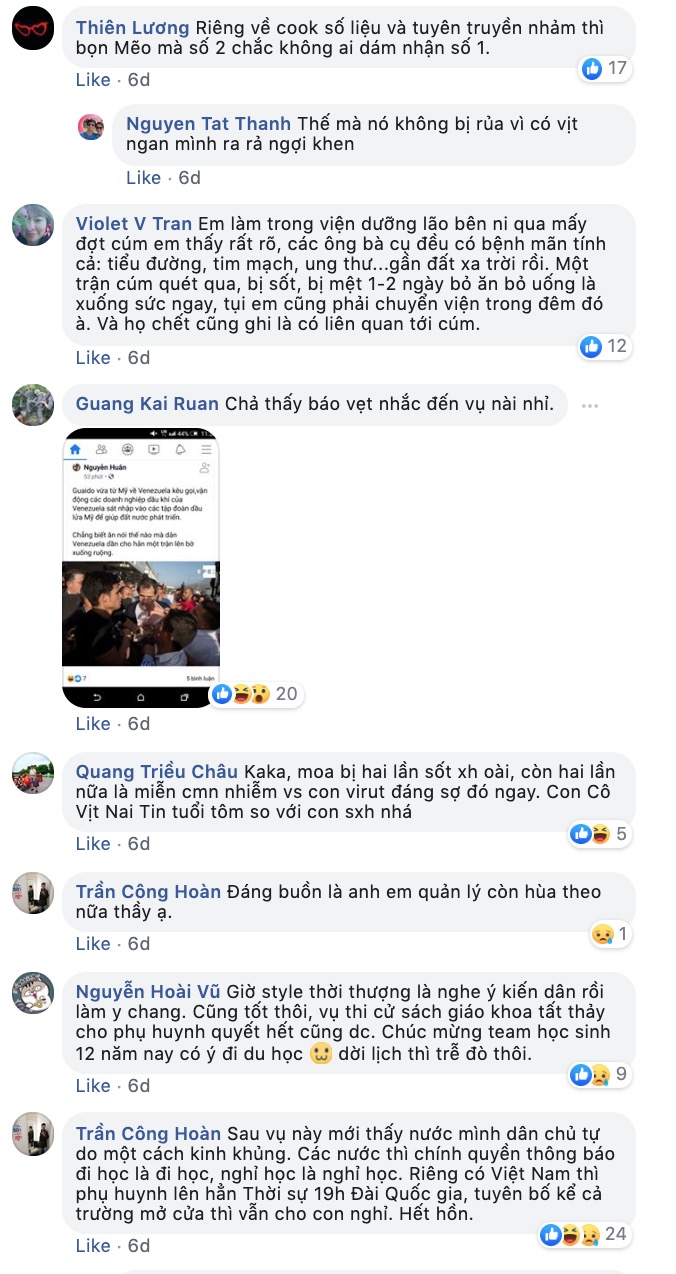 Thiên Lương Riêng về cook số liệu và tuyên truyền nhảm thì
bọn Mẽo mà số 2 chắc không ai dám nhận số 1.
17
Like · 6d
Nguyen Tat Thanh Thế mà nó không bị rủa vì có vịt
ngan mình ra rả ngợi khen
Like · 6d
Violet V Tran Em làm trong viện dưỡng lão bên ni qua mấy
đợt cúm em thấy rất rõ, các ông bà cụ đều có bệnh mãn tính
cả: tiểu đường, tim mạch, ung thư...gần đất xa trời rồi. Một
trận cúm quét qua, bị sốt, bị mệt 1-2 ngày bỏ ăn bỏ uống là
xuống sức ngay, tụi em cũng phải chuyển viện trong đêm đó
à. Và họ chết cũng ghi là có liên quan tới cúm.
12
Like · 6d
Guang Kai Ruan Chả thấy báo vẹt nhắc đến vụ nài nhỉ.
44%
Nguyễn Huân
53 phút
Guaido vừa từ Mỹ về Venezuela kêu gọi,vận
động các doanh nghiệp dầu khí của
Venezuela sát nhập vào các tập đoàn dầu
lửa Mỹ để giúp đất nước phát triển.
Chẳng biết ăn nói thế nào mà dân
Venezuela dần cho hắn một trận lên bờ
xuống ruộng.
7
5 bình luận
20
Like · 6d
Quang Triều Châu Kaka, moa bị hai lần sốt xh oài, còn hai lần
nữa là miễn cmn nhiễm vs con virut đáng sợ đó ngay. Con Cô
Vịt Nai Tin tuổi tôm so với con sxh nhá
5
Like · 6d
Trần Công Hoàn Đáng buồn là anh em quản lý còn hùa theo
nữa thầy ạ.
1
Like · 6d
Nguyễn Hoài Vũ Giờ style thời thượng là nghe ý kiến dân rồi
làm y chang. Cũng tốt thôi, vụ thi cử sách giáo khoa tất thảy
cho phụ huynh quyết hết cũng dc. Chúc mừng team học sinh
12 năm nay có ý đi du học dời lịch thì trễ đò thôi.
9
Like · 6d
Trần Công Hoàn Sau vụ này mới thấy nước mình dân chủ tự
do một cách kinh khủng. Các nước thì chính quyền thông báo
đi học là đi học, nghỉ học là nghỉ học. Riêng có Việt Nam thì
phụ huynh lên hẳn Thời sự 19h Đài Quốc gia, tuyên bố kể cả
trường mở cửa thì vẫn cho con nghỉ. Hết hồn.
24
Like · 6d